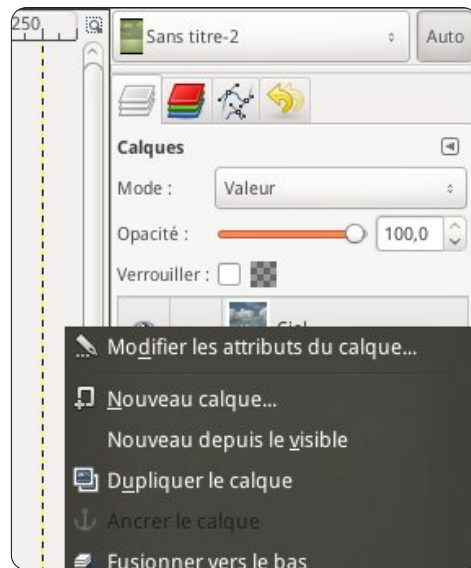 250
Sans titre-2
Auto
Calques
Mode :
Valeur
Opacité :
100,0
Verrouiller :
Ciel
Modifier les attributs du calque...
Nouveau calque...
Nouveau depuis le visible
Dupliquer le calque
Ancrer le calque
Fusionner vers le bas